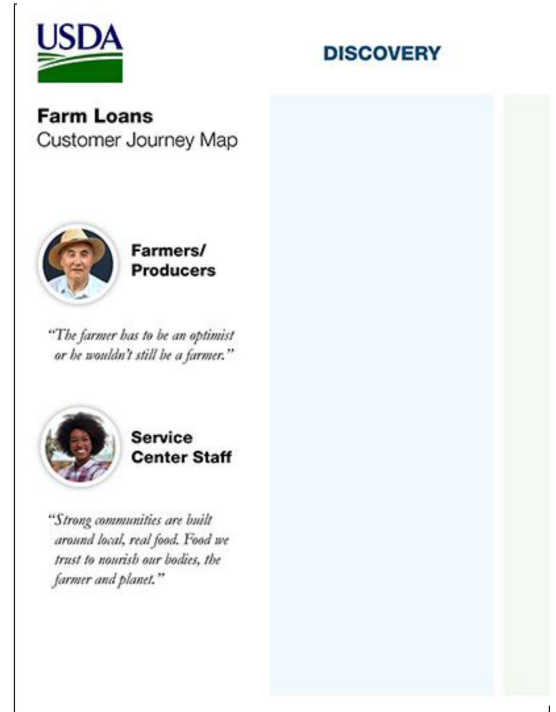 USDA
DISCOVERY
Farm Loans
Customer Journey Map
Farmers/
Producers
“The farmer has to be an optimist
or he wouldn’t still be a farmer.”
Service
Center Staff
“Strong communities are built
around local, real food. Food we
trust to nourish our bodies, the
farmer and planet.”